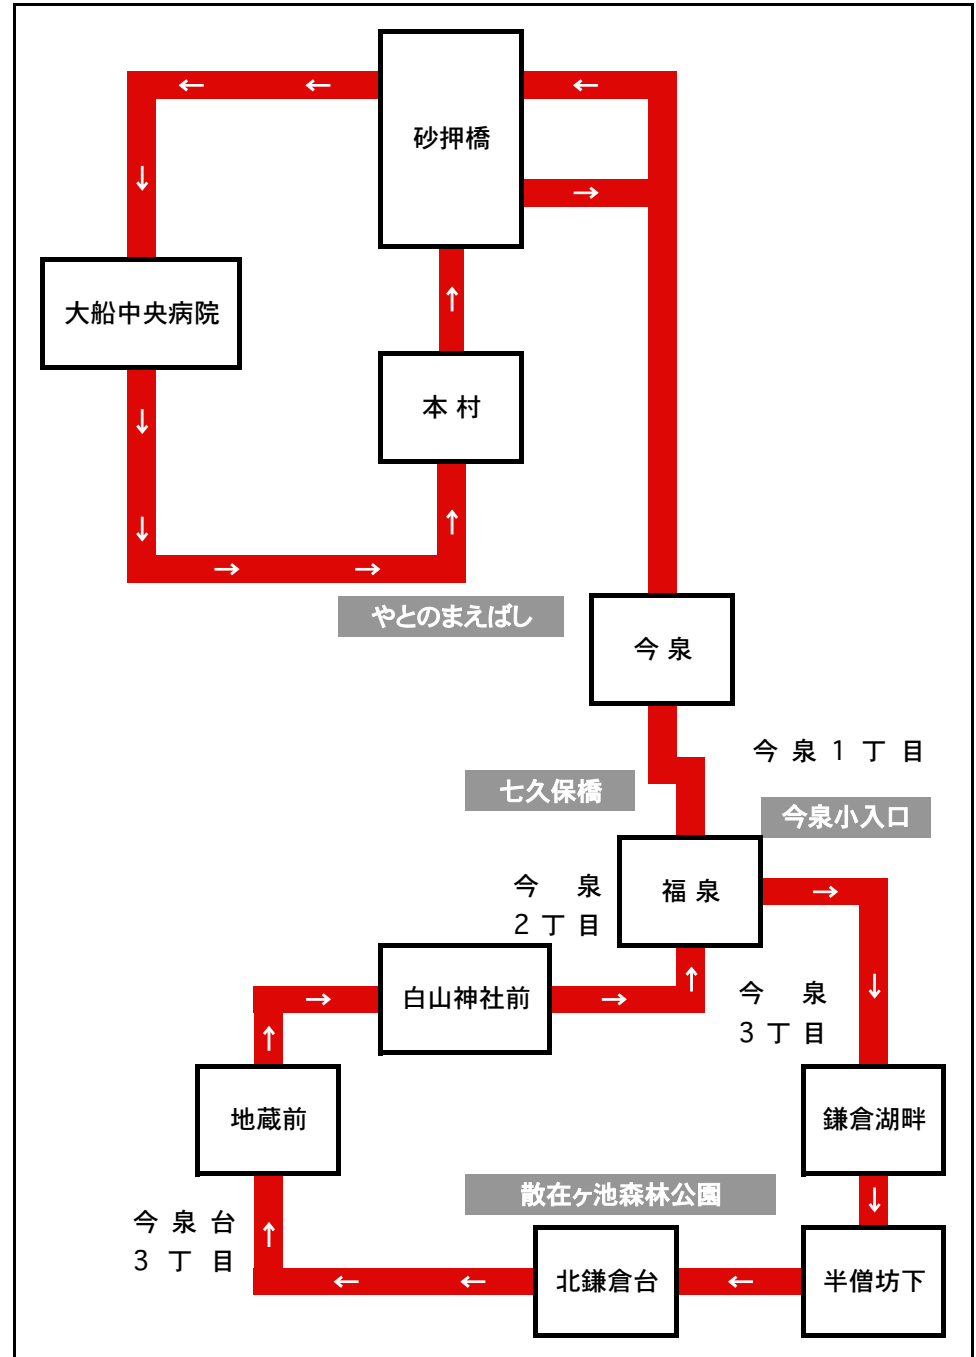 砂押橋
大船中央病院
本村
やとのまえばし
今泉
今泉1丁目
七久保橋
今泉小入口
今泉
2丁目
福泉
白山神社前
今泉
3丁目
地蔵前
鎌倉湖畔
散在ヶ池森林公園
今泉台
3丁目
北鎌倉台
半僧坊下